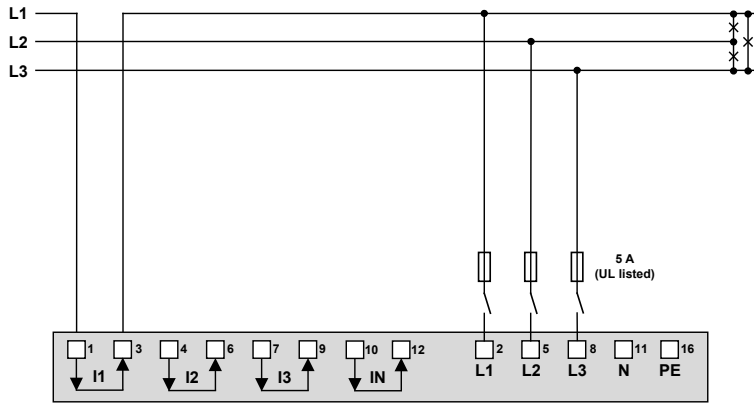 L1
L2
L3
5 A
(UL listed)
1 3 4 6 7 9 10 12 2 5 8 11 16
I1 I2 I3 IN L1 L2 L3 N PE